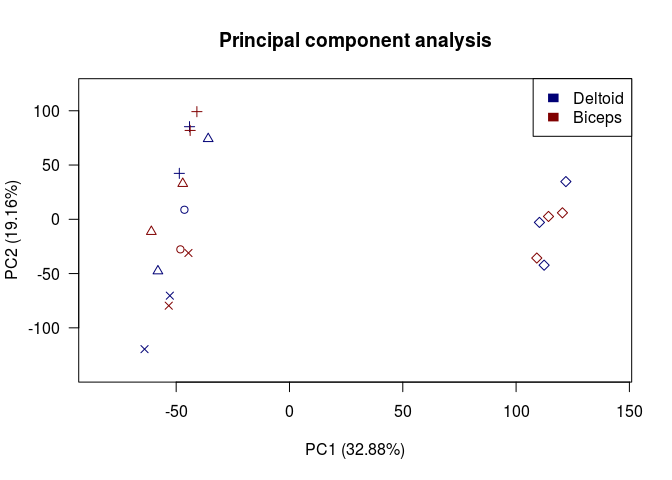 Principal component analysis
Deltoid
Biceps
100
50
0
-50
-100
PC2 (19.16%)
-50
0
50
100
150
PC1 (32.88%)